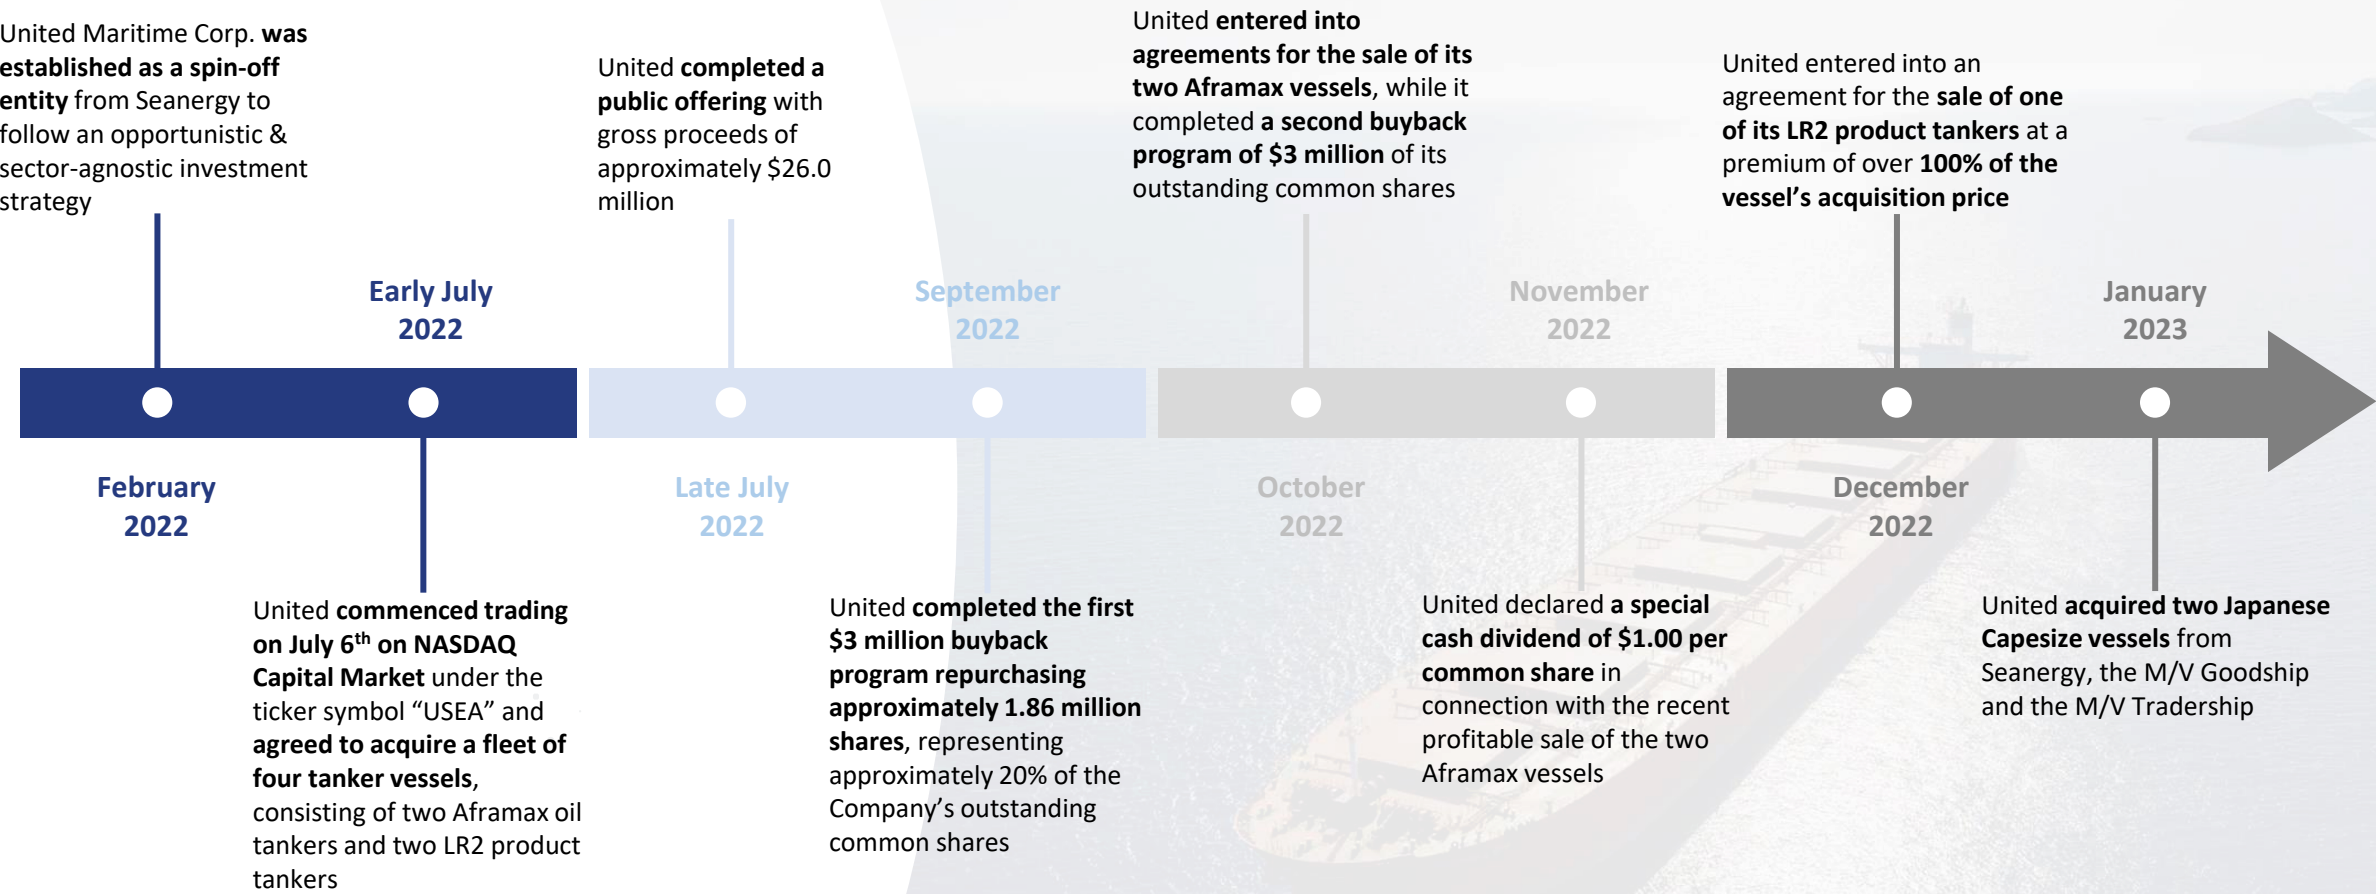 United Maritime Corp. was
established as a spin-off
entity from Seanergy to
follow an opportunistic &
sector-agnostic investment
strategy
February
2022
Early July
2022
United commenced trading
on July 6th on NASDAQ
Capital Market under the
ticker symbol “USEA” and
agreed to acquire a fleet of
four tanker vessels,
consisting of two Aframax oil
tankers and two LR2 product
tankers
United completed a
public offering with
gross proceeds of
approximately $26.0
million
Late July
2022
September
2022
United completed the first
$3 million buyback
program repurchasing
approximately 1.86 million
shares, representing
approximately 20% of the
Company’s outstanding
common shares
United entered into
agreements for the sale of its
two Aframax vessels, while it
completed a second buyback
program of $3 million of its
outstanding common shares
October
2022
November
2022
United declared a special
cash dividend of $1.00 per
common share in
connection with the recent
profitable sale of the two
Aframax vessels
United entered into an
agreement for the sale of one
of its LR2 product tankers at a
premium of over 100% of the
vessel’s acquisition price
December
2022
January
2023
United acquired two Japanese
Capesize vessels from
Seanergy, the M/V Goodship
and the M/V Tradership